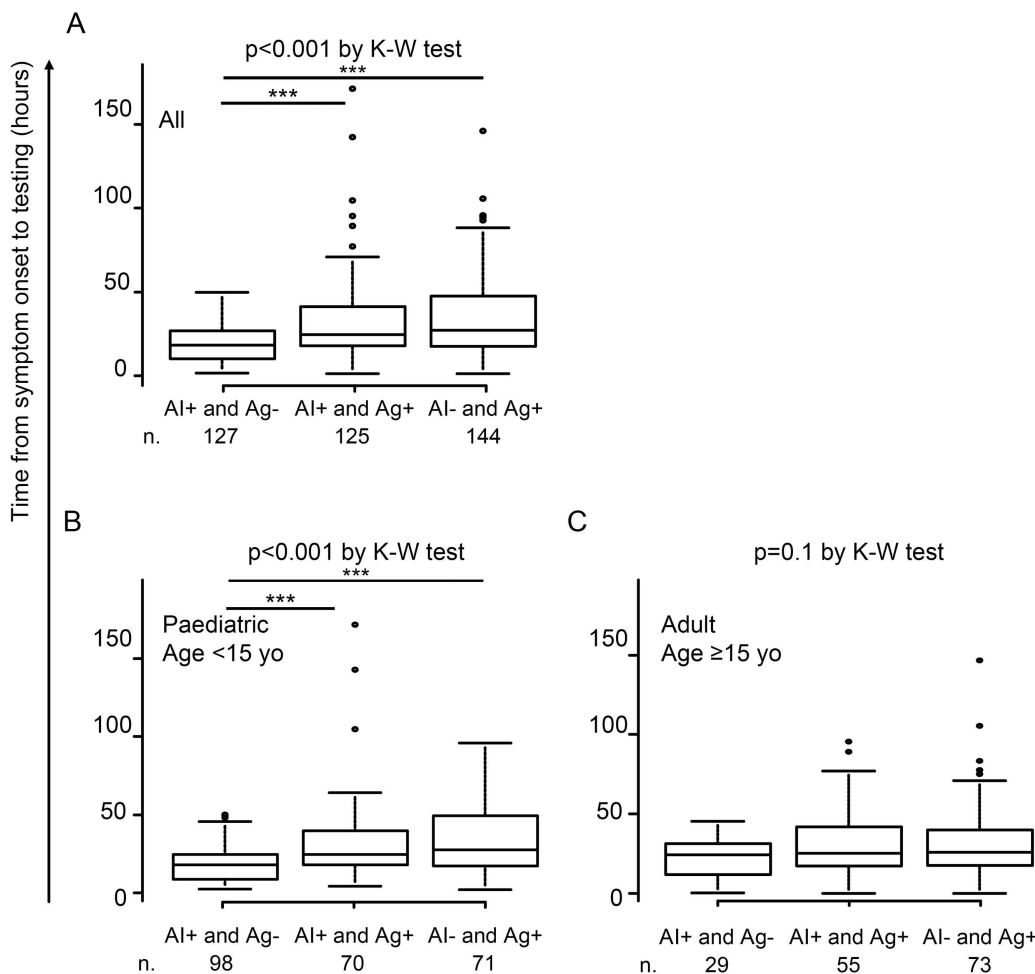 A
p<0.001 by K-W test
***
***
All
150
100
50
0
AI+ and Ag- AI+ and Ag+ AI- and Ag+
n. 127 125 144
Time from symptom onset to testing (hours)
B
p<0.001 by K-W test
***
***
Paediatric
Age <15 yo
150
100
50
0
AI+ and Ag- AI+ and Ag+ AI- and Ag+
n. 98 70 71
C
p=0.1 by K-W test
Adult
Age ≥15 yo
150
100
50
0
AI+ and Ag- AI+ and Ag+ AI- and Ag+
n. 29 55 73